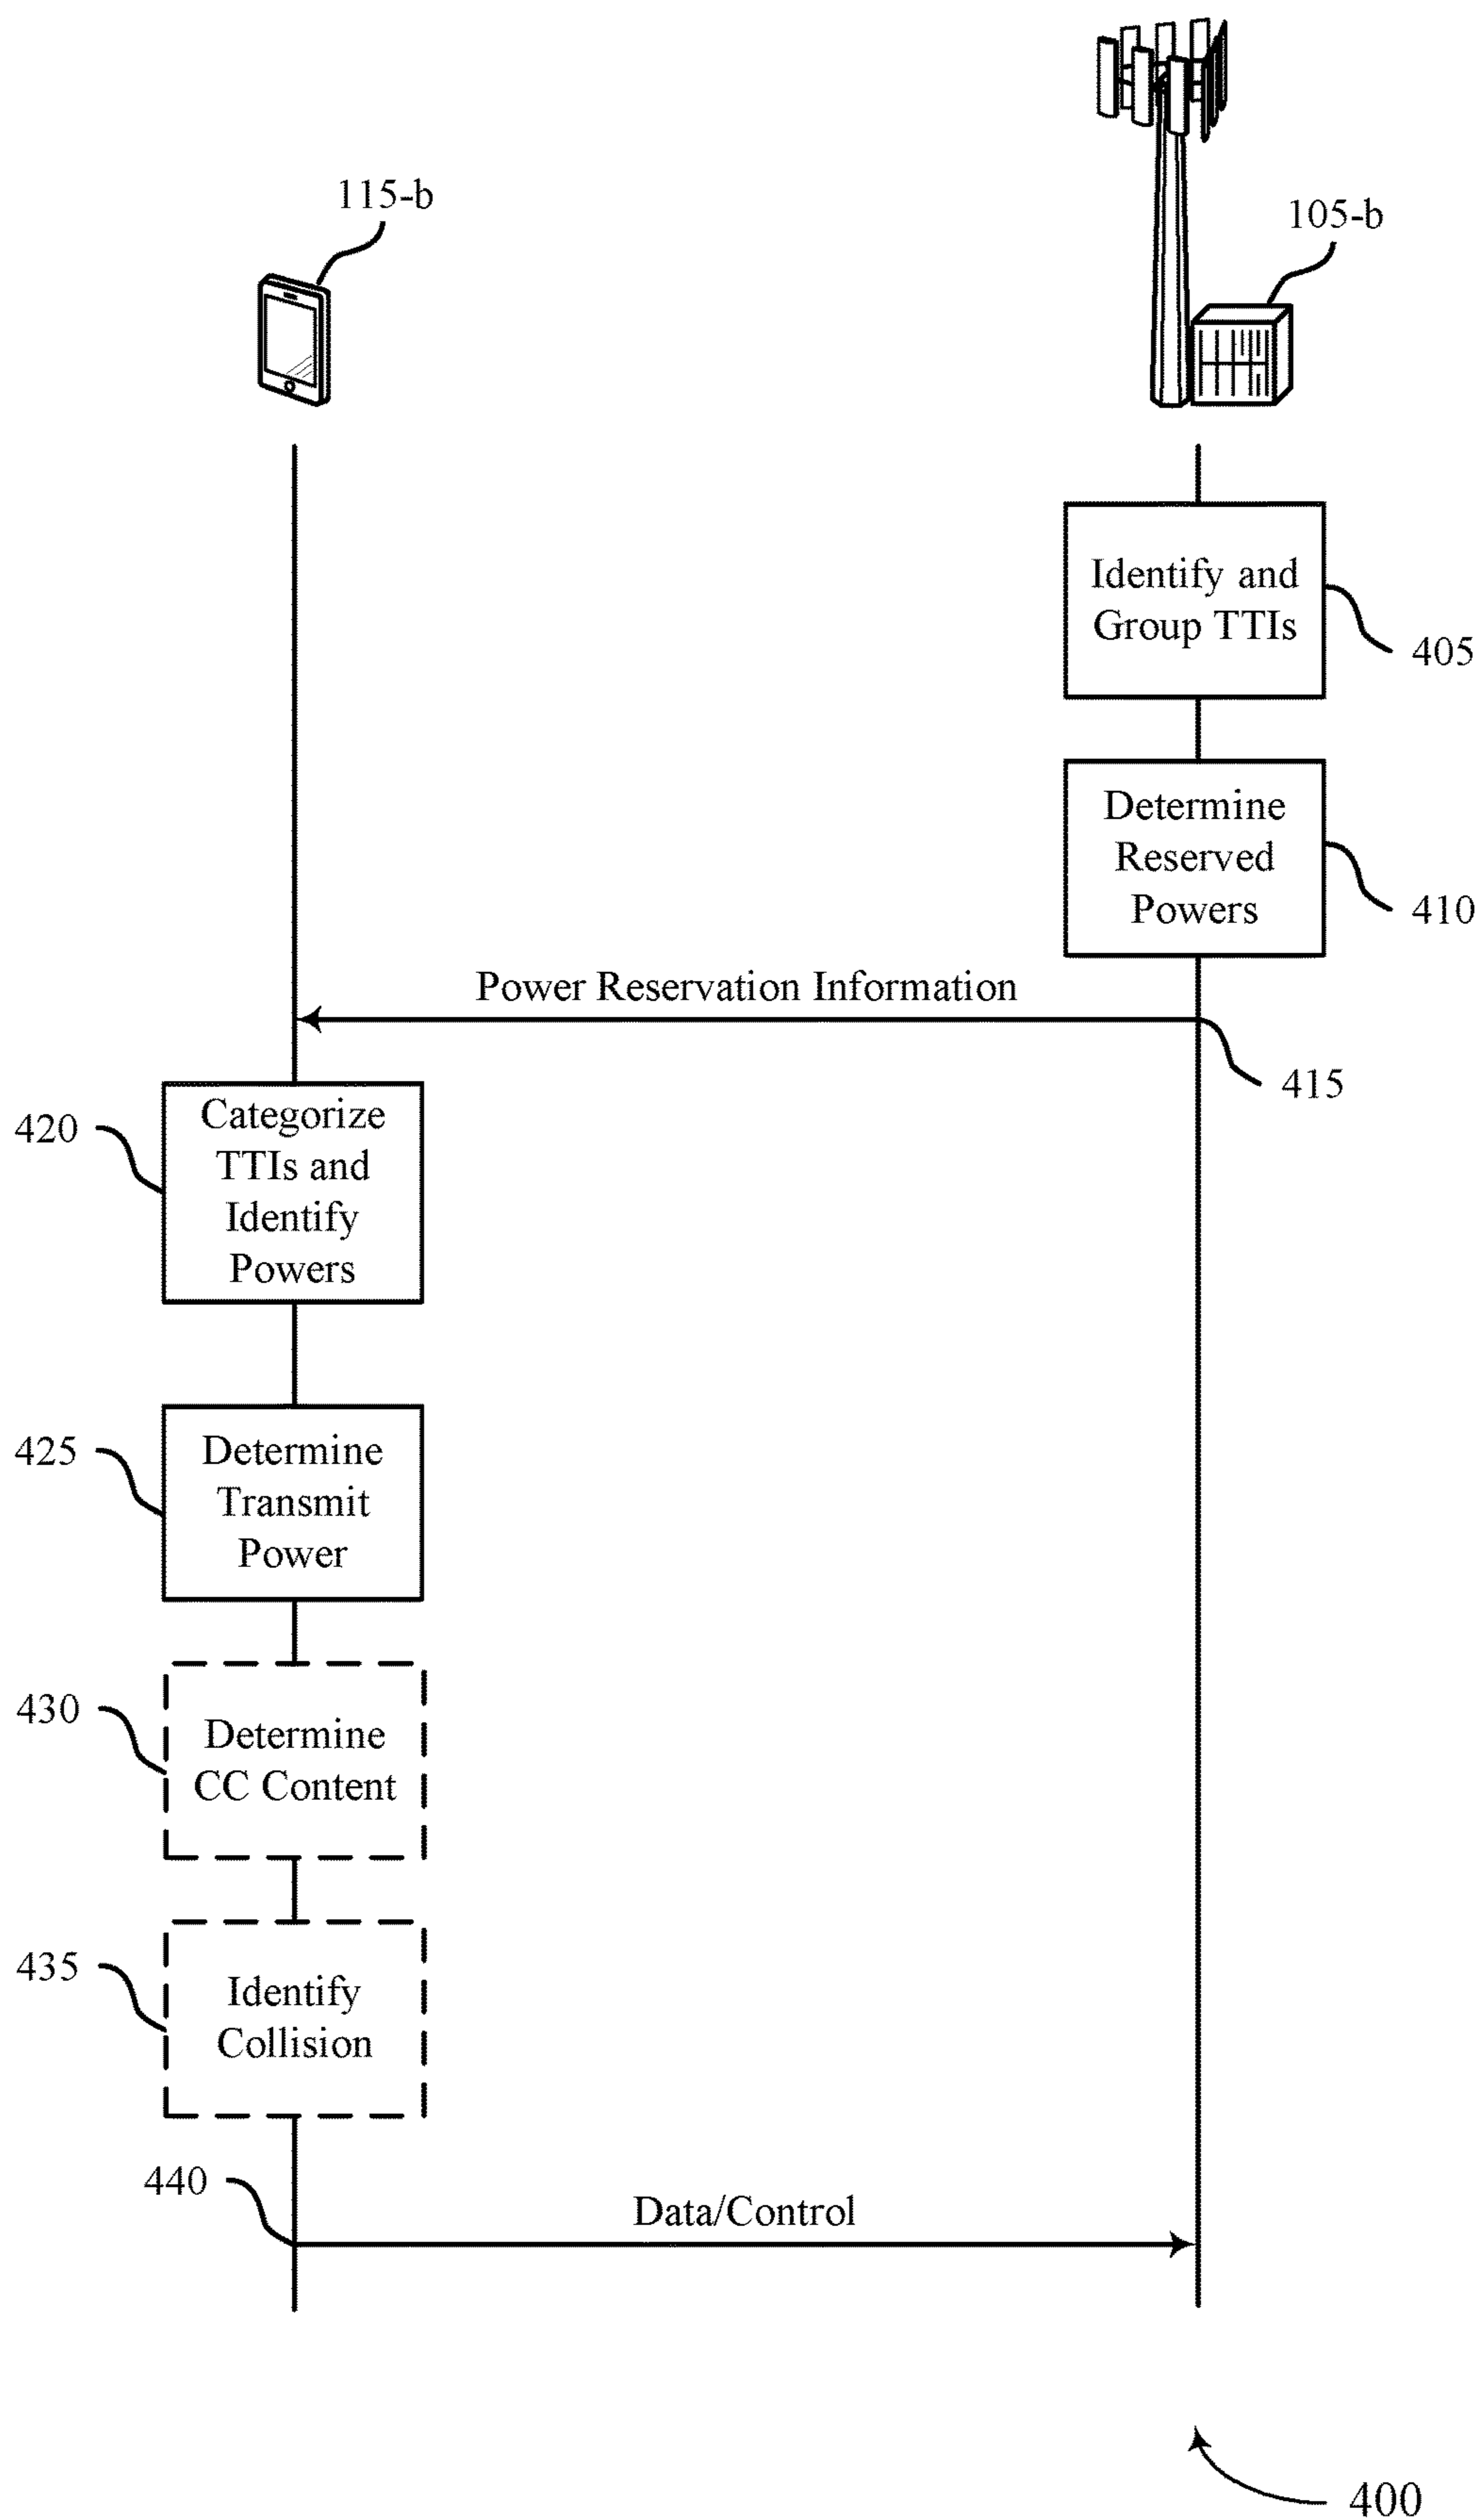 115-b
105-b
Identify and
Group TTIs
405
Determine
Reserved
Powers
410
Power Reservation Information
415
420
Categorize
TTIs and
Identify
Powers
425
Determine
Transmit
Power
430
Determine
CC Content
435
Identify
Collision
440
Data/Control
400